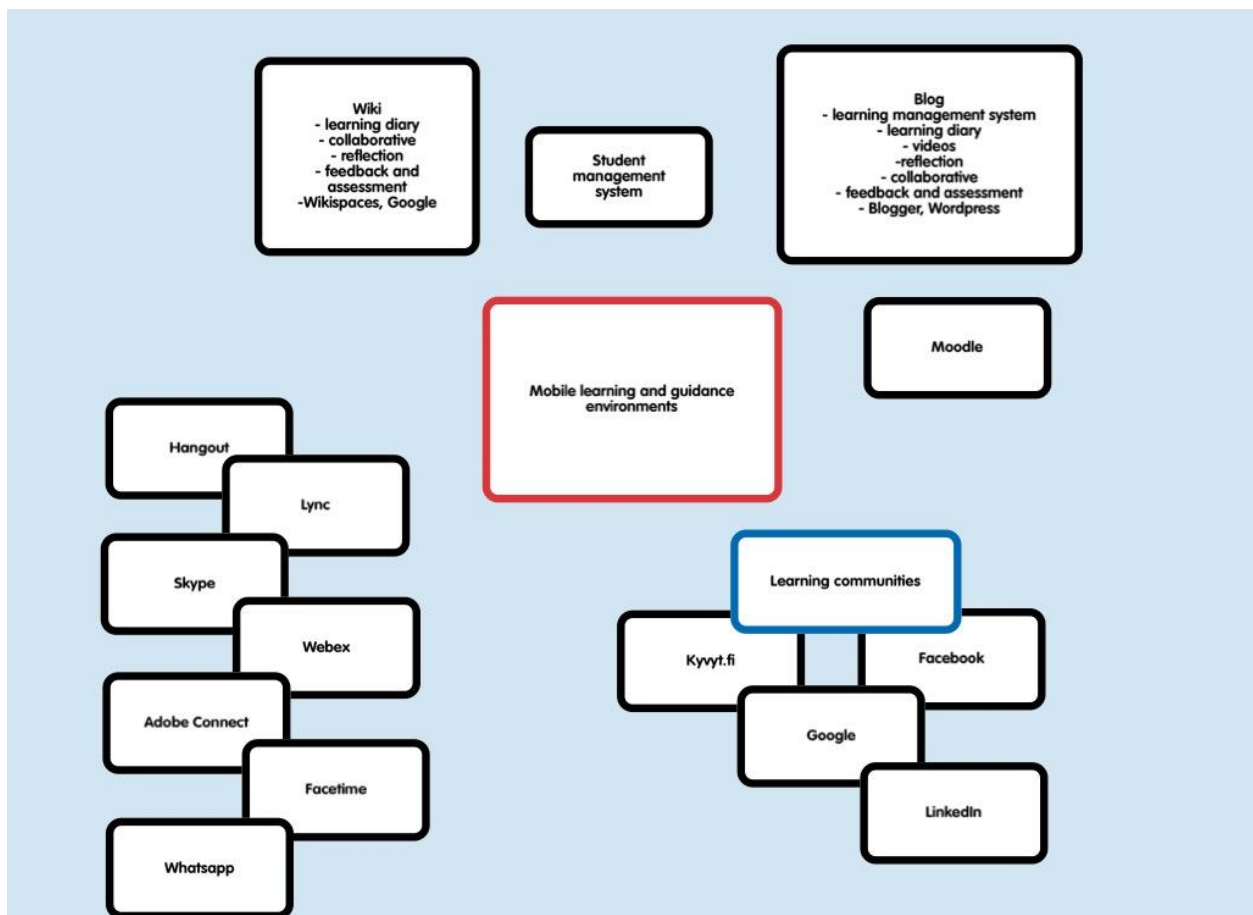 Wiki
- learning diary
- collaborative
- reflection
- feedback and
assessment
-Wikispaces, Google
Student
management
system
Blog
- learning management system
- learning diary
- videos
-reflection
- collaborative
- feedback and assessment
- Blogger, Wordpress
Mobile learning and guidance
environments
Moodle
Hangout
Lync
Skype
Webex
Adobe Connect
Facetime
Whatsapp
Learning communities
Kyvyt.fi
Facebook
Google
LinkedIn